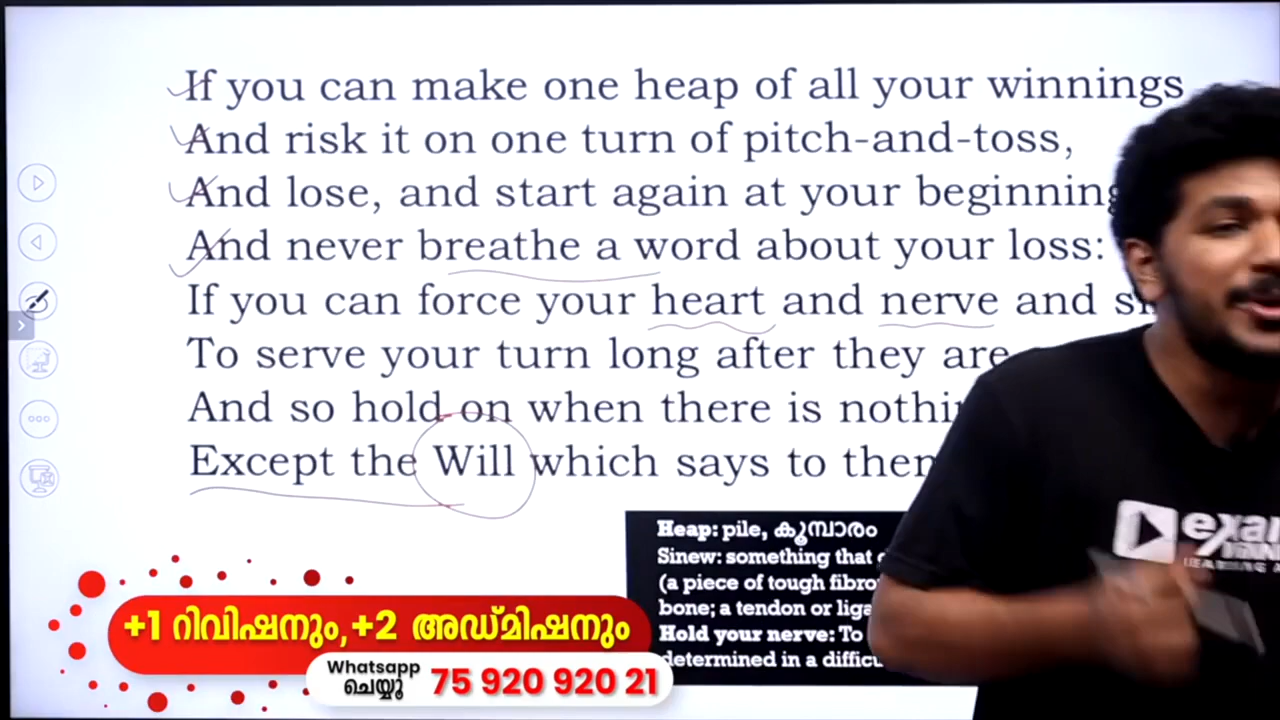 If you can make one heap of all your winnings
And risk it on one turn of pitch-and-toss,
And lose, and start again at your beginning
And never breathe a word about your loss:
If you can force your heart and nerve and
To serve your turn long after they are
And so hold on when there is
Except the Will which says to
Heap: pile, കൂമ്പാരം
Sinew: something that
(a piece of tough
bone; a tendon or
Hold your nerve: To
determined in a
+1 റിവിഷനും,+2 അഡ്മിഷനും
Whatsapp
ചെയ്യൂ
75 920 920 21